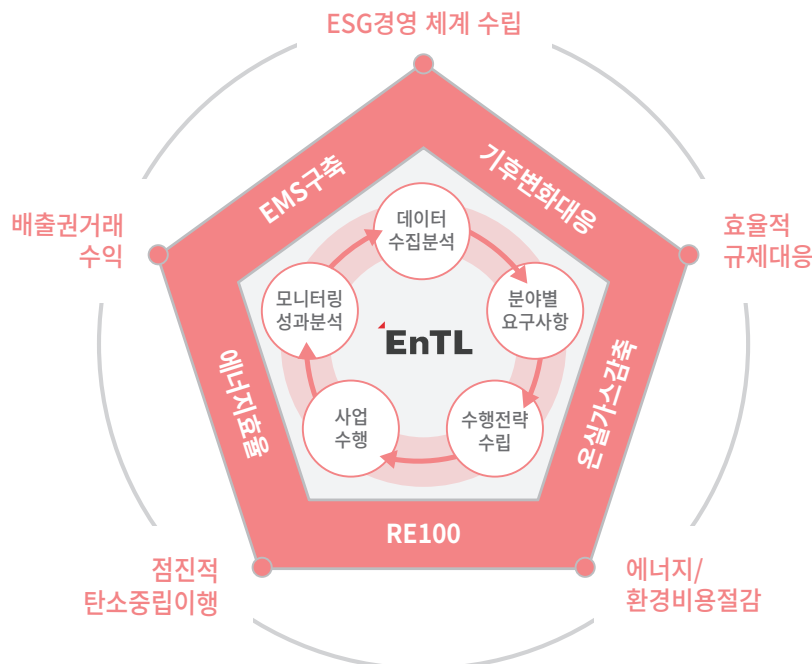 ESG경영 체계 수립
EMS구축
기후변화대응
배출권거래
수익
효율적
규제대응
데이터
수집분석
모니터링
성과분석
분야별
요구사항
EnTL
에너지효율
온실가스감축
사업
수행
수행전략
수립
RE100
점진적
탄소중립이행
에너지/
환경비용절감